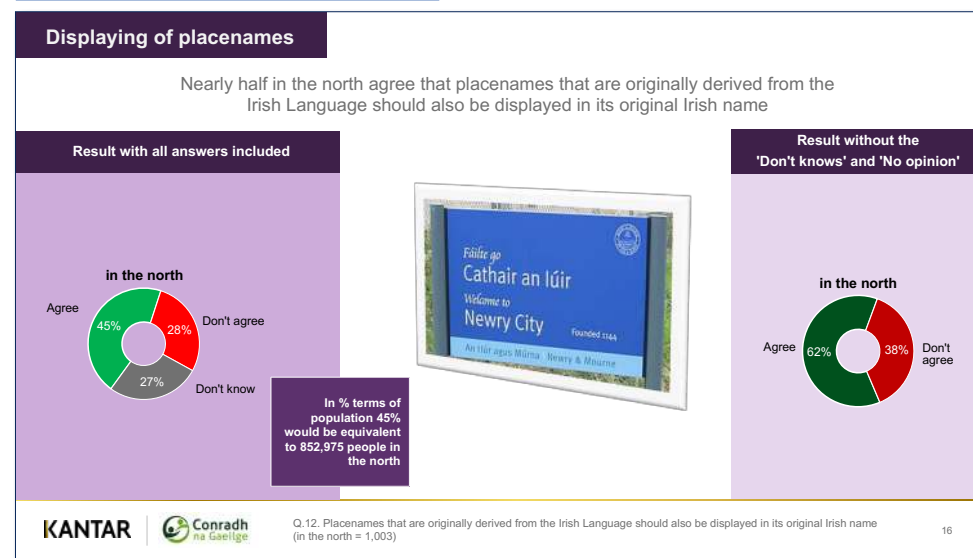 Displaying of placenames
Nearly half in the north agree that placenames that are originally derived from the
Irish Language should also be displayed in its original Irish name
Result with all answers included
in the north
Agree
45%
28%
Don't agree
27%
Don't know
In % terms of
population 45%
would be equivalent
to 852,975 people in
the north
Fáilte go
Cathair an Iúir
Welcome to
Newry City
Founded 1144
An Iúr agus Múrna Newry & Mourne
Result without the
'Don't knows' and 'No opinion'
in the north
Agree
62%
38%
Don't
agree
KANTAR
Conradh
na Gaeilge
Q.12. Placenames that are originally derived from the Irish Language should also be displayed in its original Irish name
(in the north = 1,003)
16